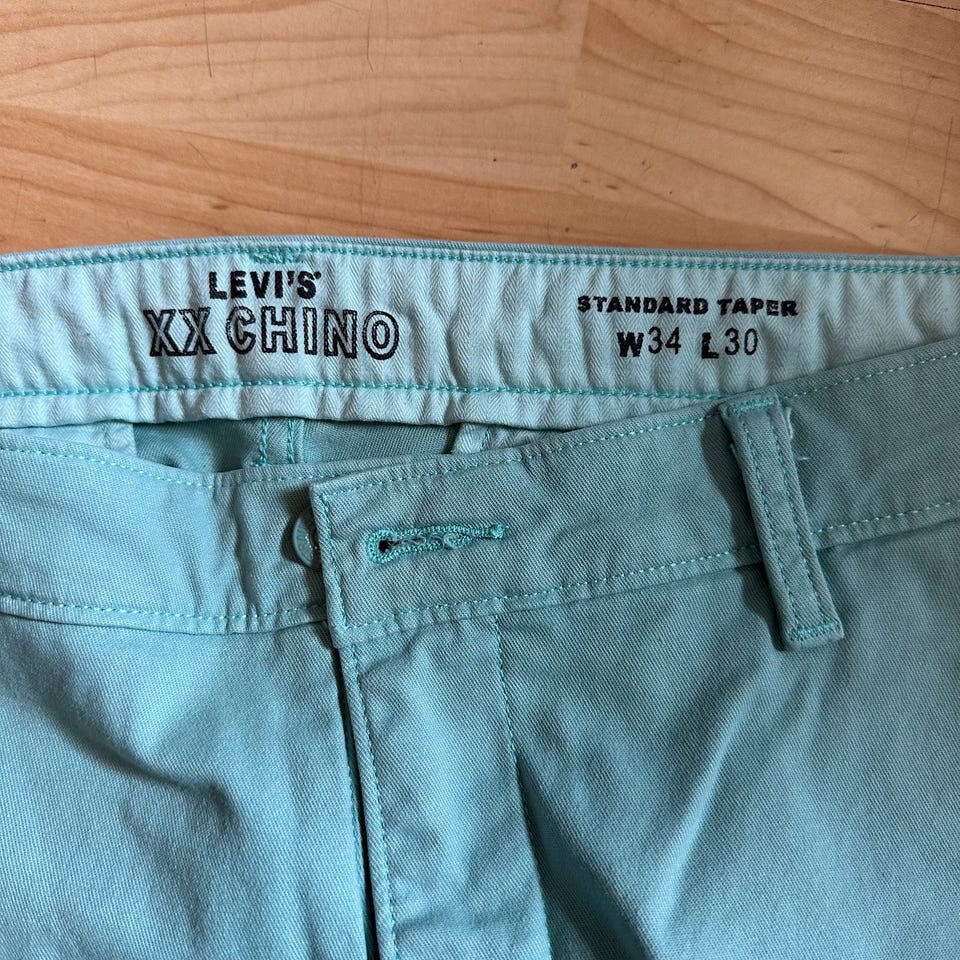 LEVI'S®
XX CHINO
STANDARD TAPER
W34 L30